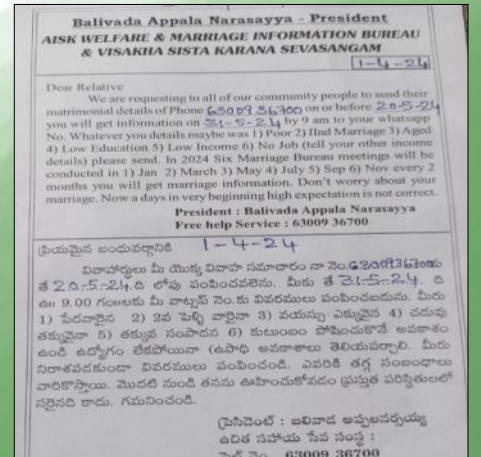 Balivada Appala Narasayya - President
AISK WELFARE & MARRIAGE INFORMATION BUREAU
& VISAKHA SISTA KARANA SEVASANGAM
1-4-24
Dear Relative
We are requesting to all of our community people to send their
matrimonial details of Phone 63009 36700 on or before 20-5-24
you will get information on 31-5-24 by 9 am to your whatsapp
No. Whatever you details maybe was 1) Poor 2) IInd Marriage 3) Aged
4) Low Education 5) Low Income 6) No Job (tell your other income
details) please send. In 2024 Six Marriage Bureau meetings will be
conducted in 1) Jan 2) March 3) May 4) July 5) Sep 6) Nov every 2
months you will get marriage information. Don't worry about your
marriage. Now a days in very beginning high expectation is not correct.
President : Balivada Appala Narasayya
Free help Service : 63009 36700
ప్రియమైన బంధువర్గానికి 1-4-24
వివాహార్థులు మీ యొక్క వివాహ సమాచారం నా నెం.6300936700కు
తే 20-5-24.ది లోపు పంపించవలెను. మీకు తే 31-5-24. ది
ఉ॥ 9.00 గం॥లకు మీ వాట్సప్ నెం.కు వివరములు పంపించబడును. మీరు
1) పేదవారైన 2) 2వ పెళ్ళి వారైనా 3) వయస్సు ఎక్కువైన 4) చదువు
తక్కువైనా 5) తక్కువ సంపాదన 6) కుటుంబం పోషించుకొనే అవకాశం
ఉండి ఉద్యోగం లేకపోయినా (ఉపాధి అవకాశాలు తెలియపర్చాలి. మీరు
నిరాశవడకుండా వివరములు పంపించండి. ఎవరికి తగ్గ సంబంధాలు
వారికొస్తాయి. మొదటి నుండి తనను ఊహించుకోవడం ప్రస్తుత పరిస్థితులలో
సరైనది కాదు. గమనించండి.
ప్రెసిడెంట్ : బలివాడ అప్పలనర్సయ్య
ఉచిత సహాయ సేవ సంస్థ :
సెల్ నెం. 63009 36700